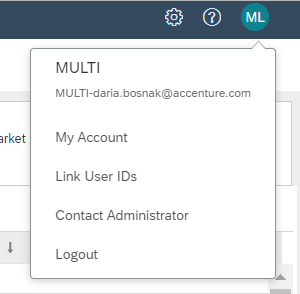 ML
MULTI
MULTI-daria.bosnak@accenture.com
arket
My Account
Link User IDs
Contact Administrator
Logout